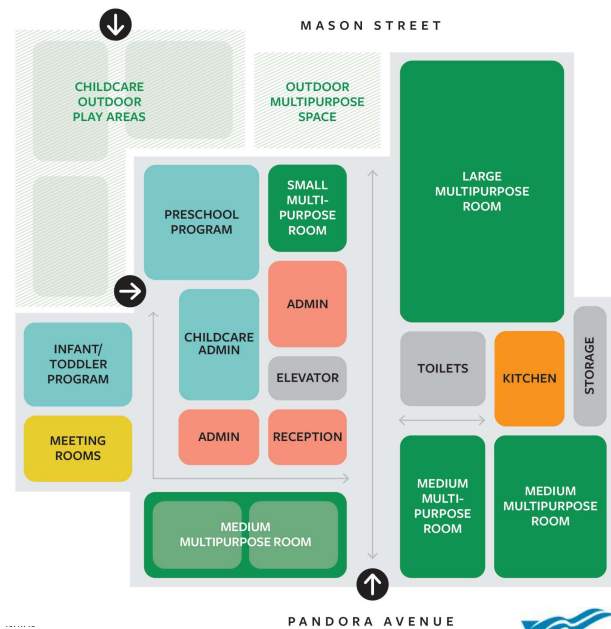 MASON STREET
CHILDCARE
OUTDOOR
PLAY AREAS
OUTDOOR
MULTIPURPOSE
SPACE
LARGE
MULTIPURPOSE
ROOM
PRESCHOOL
PROGRAM
SMALL
MULTI-
PURPOSE
ROOM
ADMIN
CHILDCARE
ADMIN
INFANT/
TODDLER
PROGRAM
ELEVATOR
TOILETS
KITCHEN
STORAGE
MEETING
ROOMS
ADMIN
RECEPTION
MEDIUM
MULTIPURPOSE ROOM
MEDIUM
MULTI-
PURPOSE
ROOM
MEDIUM
MULTIPURPOSE
ROOM
PANDORA AVENUE